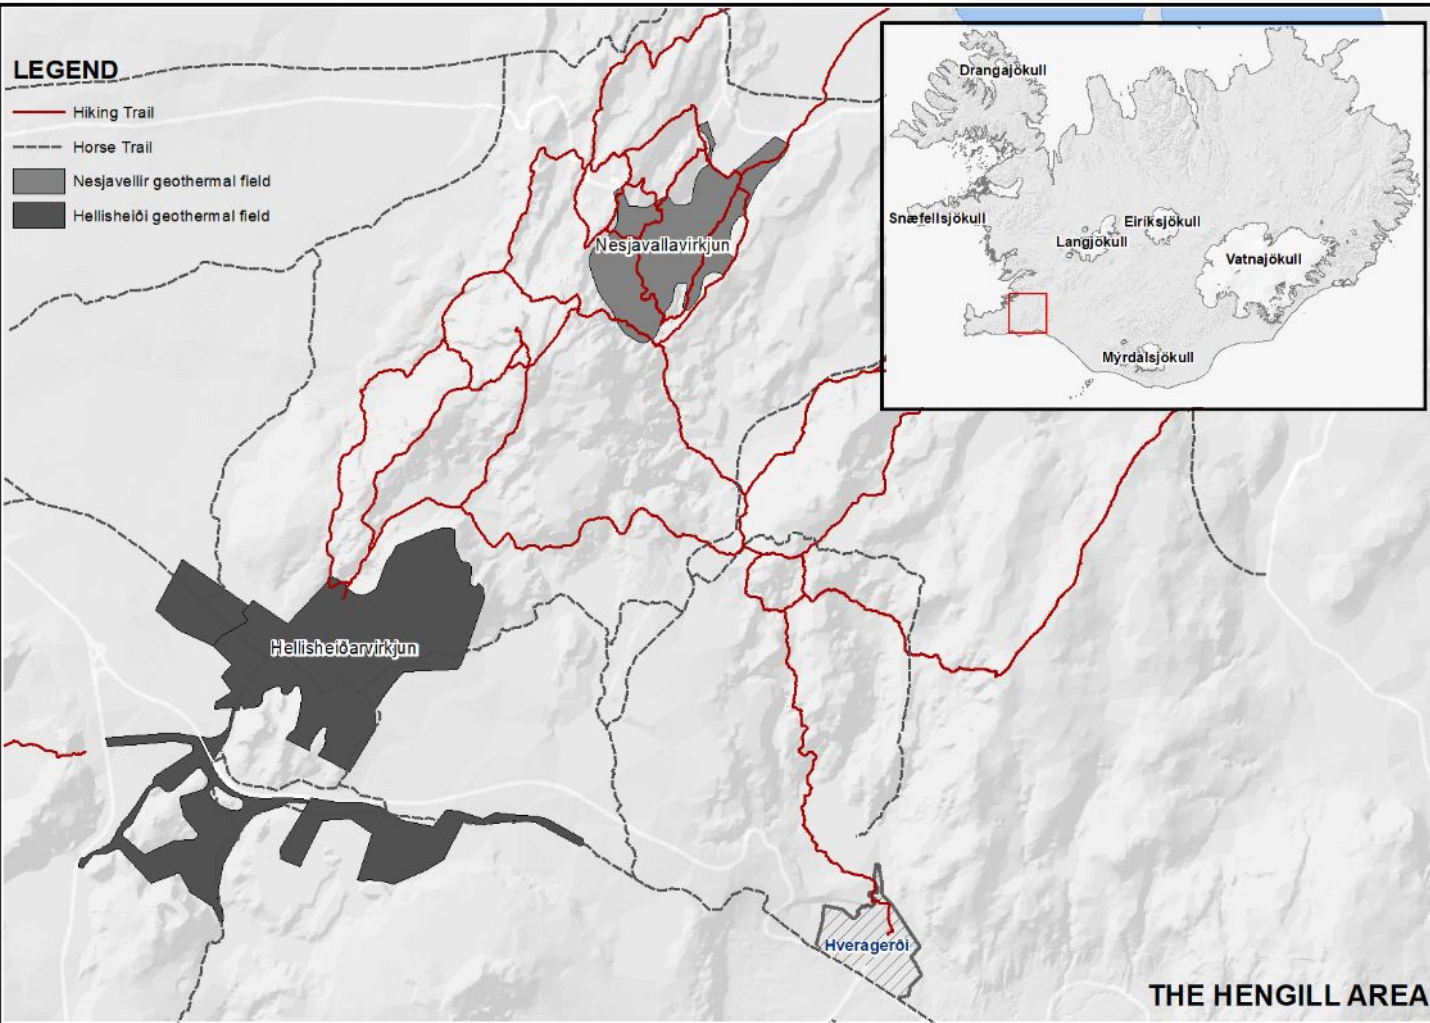 LEGEND
Hiking Trail
Horse Trail
Nesjavellir geothermal field
Hellisheiði geothermal field
Drangajökull
Snæfellsjökull
Eiríksjökull
Langjökull
Vatnajökull
Mýrdalsjökull
Nesjavallavirkjun
Hellisheiðarvirkjun
Hveragerði
THE HENGILL AREA